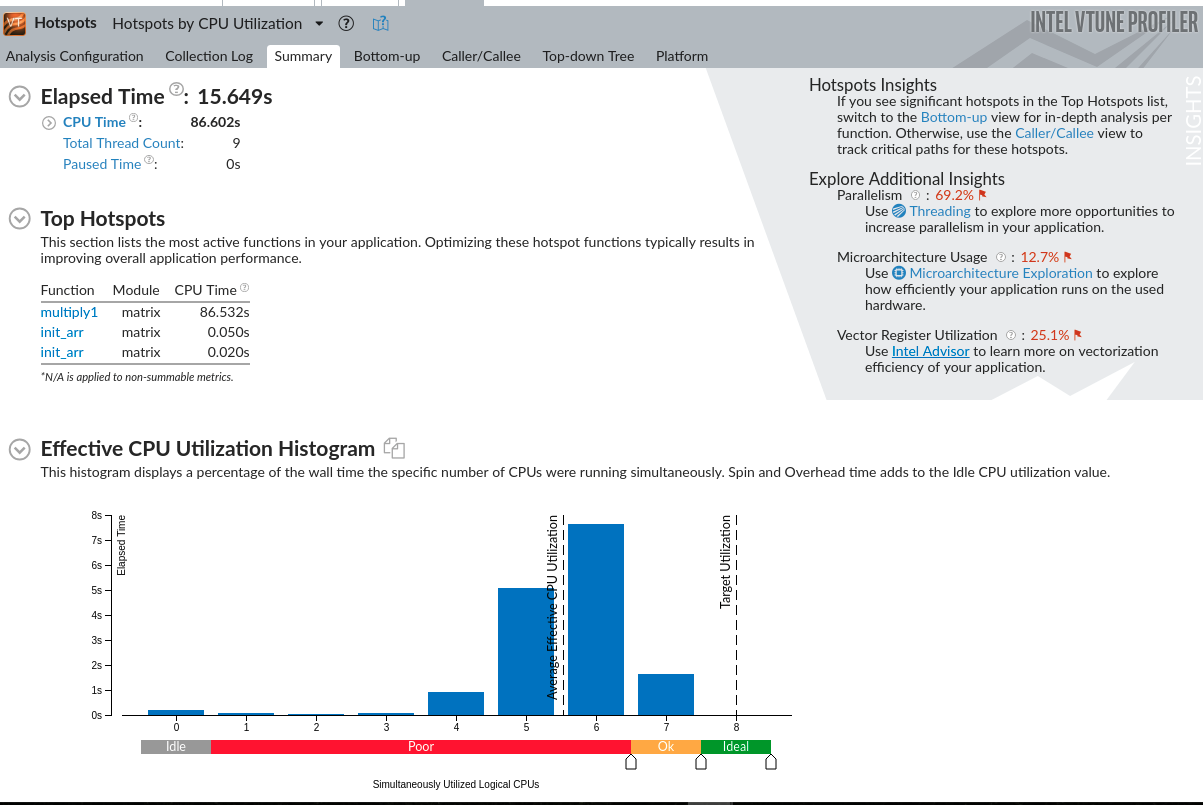 Hotspots Hotspots by CPU Utilization ? INTEL VTUNE PROFILER
Analysis Configuration Collection Log Summary Bottom-up Caller/Callee Top-down Tree Platform
Elapsed Time ?: 15.649s
CPU Time ?: 86.602s
Total Thread Count: 9
Paused Time ?: 0s
Top Hotspots
This section lists the most active functions in your application. Optimizing these hotspot functions typically results in
improving overall application performance.
Function Module CPU Time ?
multiply1 matrix 86.532s
init_arr matrix 0.050s
init_arr matrix 0.020s
*N/A is applied to non-summable metrics.
Hotspots Insights
If you see significant hotspots in the Top Hotspots list,
switch to the Bottom-up view for in-depth analysis per
function. Otherwise, use the Caller/Callee view to
track critical paths for these hotspots.
Explore Additional Insights
Parallelism ? : 69.2%
Use Threading to explore more opportunities to
increase parallelism in your application.
Microarchitecture Usage ? : 12.7%
Use Microarchitecture Exploration to explore
how efficiently your application runs on the used
hardware.
Vector Register Utilization ? : 25.1%
Use Intel Advisor to learn more on vectorization
efficiency of your application.
INSIGHTS
Effective CPU Utilization Histogram
This histogram displays a percentage of the wall time the specific number of CPUs were running simultaneously. Spin and Overhead time adds to the Idle CPU utilization value.
8s
7s
6s
5s
4s
3s
2s
1s
0s
Elapsed Time
Average Effective CPU Utilization
Target Utilization
0 1 2 3 4 5 6 7 8
Idle Poor Ok Ideal
Simultaneously Utilized Logical CPUs